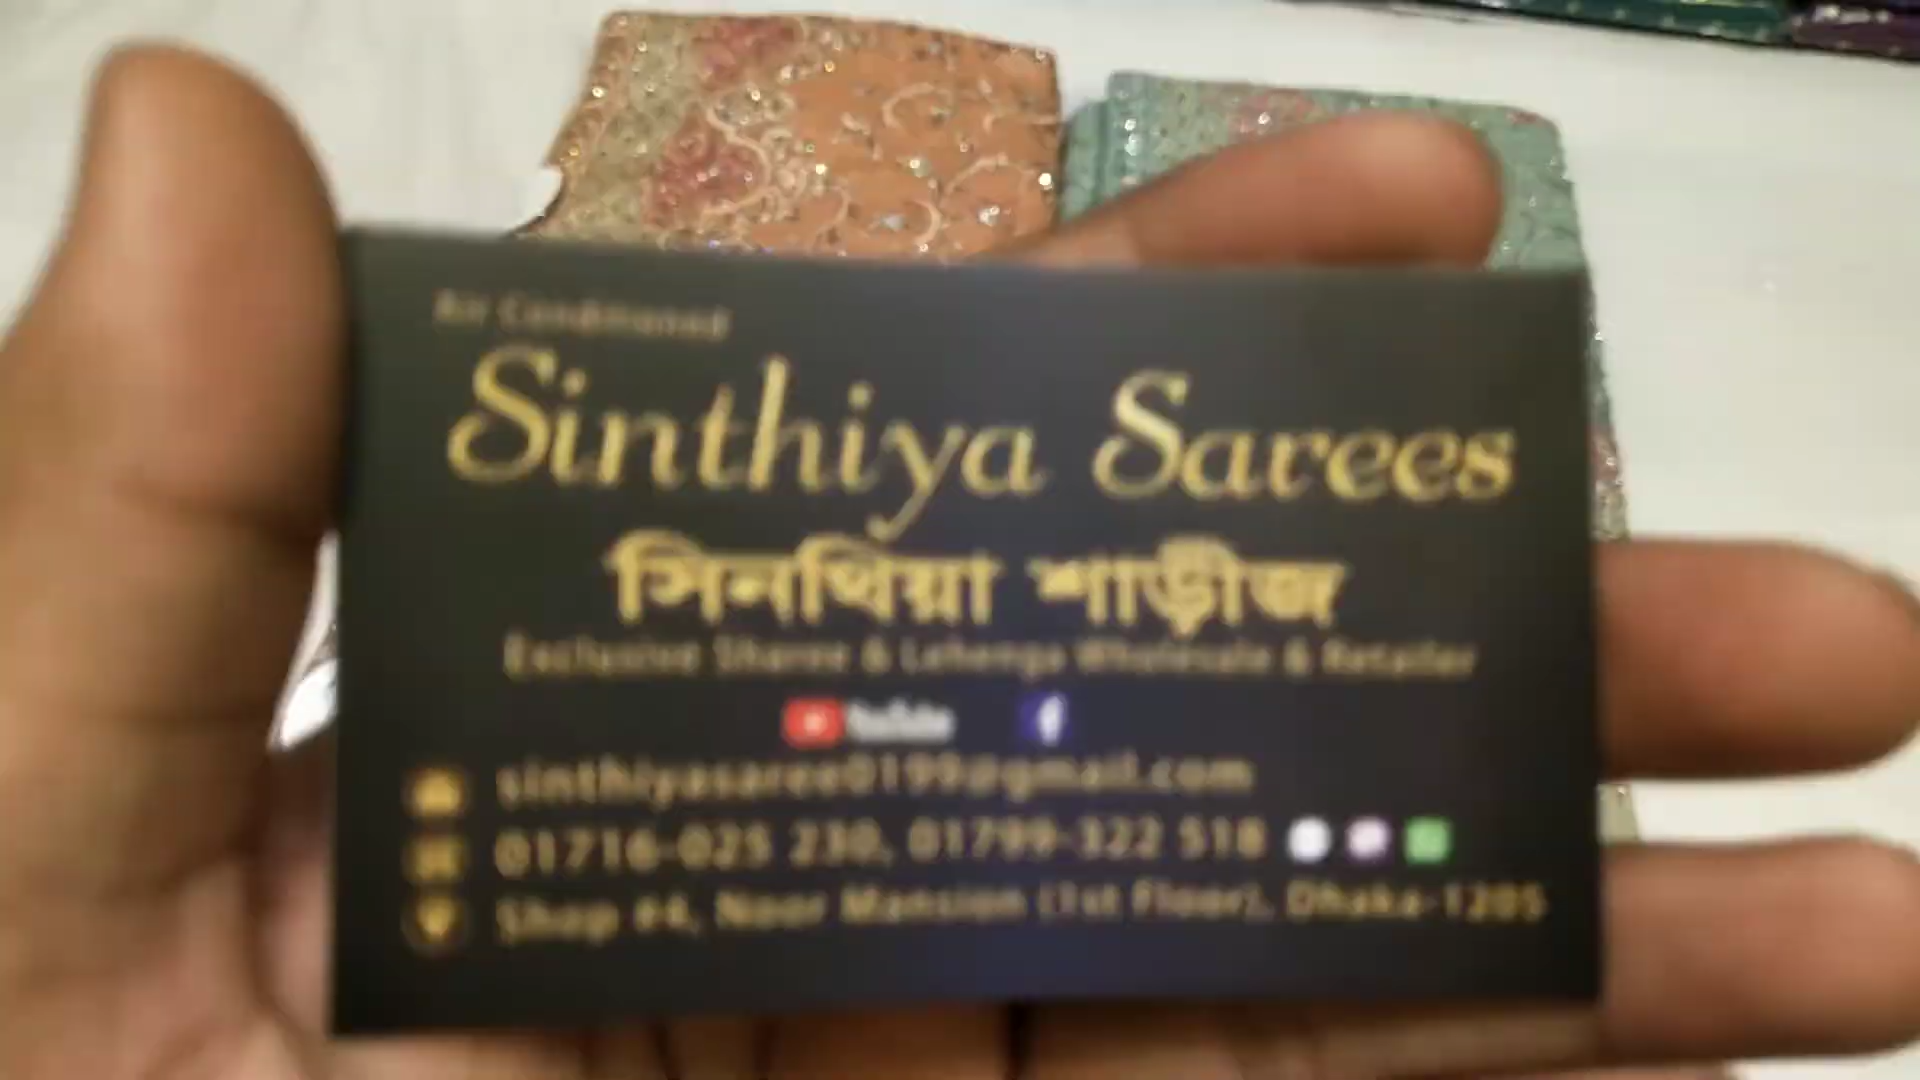 Air Conditioned
Sinthiya Sarees
সিনথিয়া শাড়ীজ
Exclusive Sharee & Lehenga Wholesale & Retailer
YouTube
sinthiyasaree0199@gmail.com
01716-025 230, 01799-322 518
Shop #4, Noor Mansion (1st Floor), Dhaka-1205